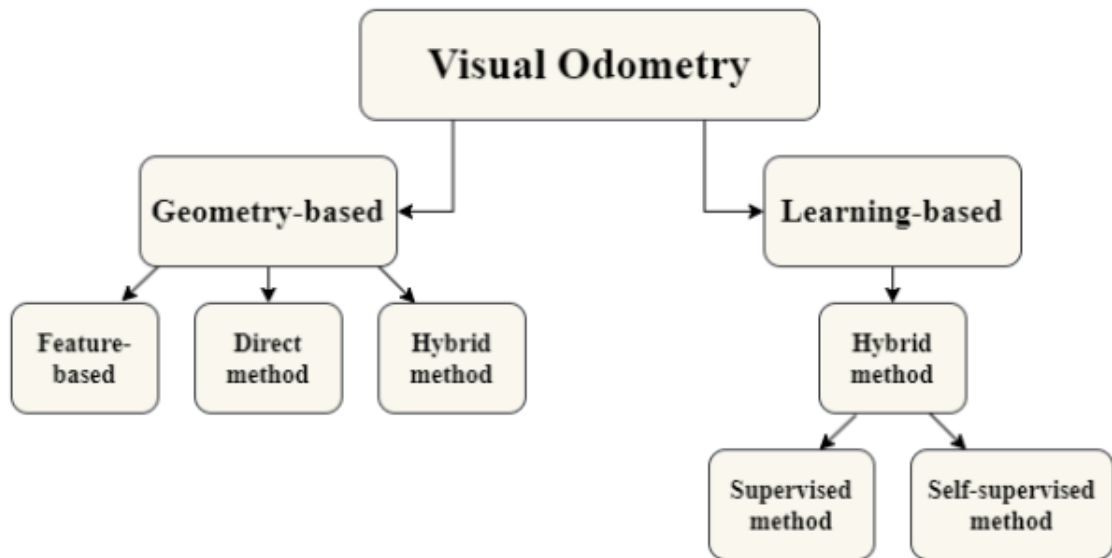 Visual Odometry
Geometry-based
Learning-based
Feature-
based
Direct
method
Hybrid
method
Hybrid
method
Supervised
method
Self-supervised
method